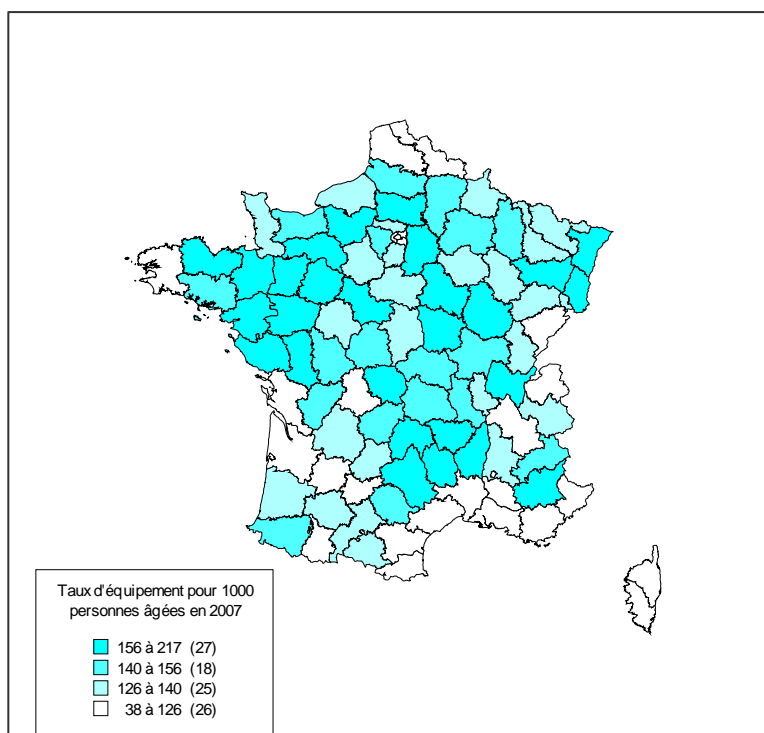 Taux d'équipement pour 1000
personnes âgées en 2007
156 à 217 (27)
140 à 156 (18)
126 à 140 (25)
38 à 126 (26)